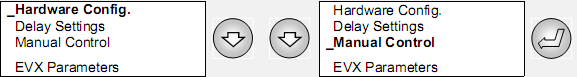 _Hardware Config.
Delay Settings
Manual Control
EVX Parameters
Hardware Config.
Delay Settings
_Manual Control
EVX Parameters